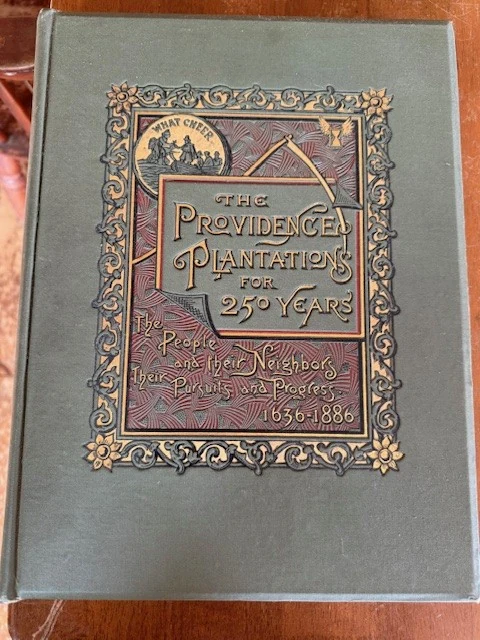 WHAT CHEER
THE
PROVIDENCE
PLANTATIONS
FOR
250 YEARS
The
People
and their Neighbors
Their Pursuits and Progress
1636-1886